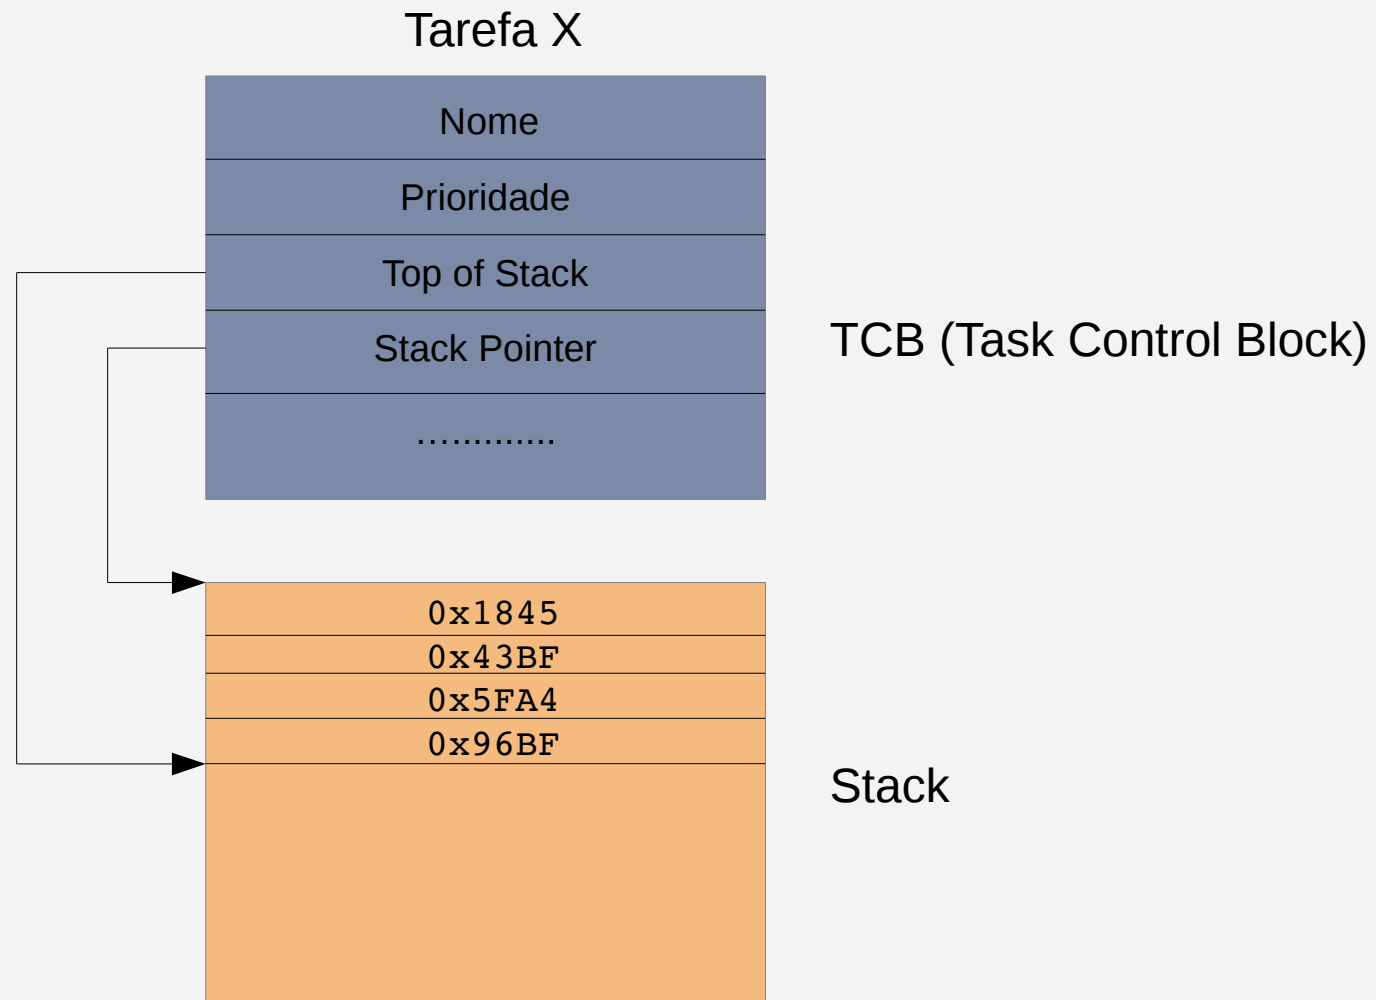 Tarefa X
Nome
Prioridade
Top of Stack
Stack Pointer
.............
TCB (Task Control Block)
0x1845
0x43BF
0x5FA4
0x96BF
Stack